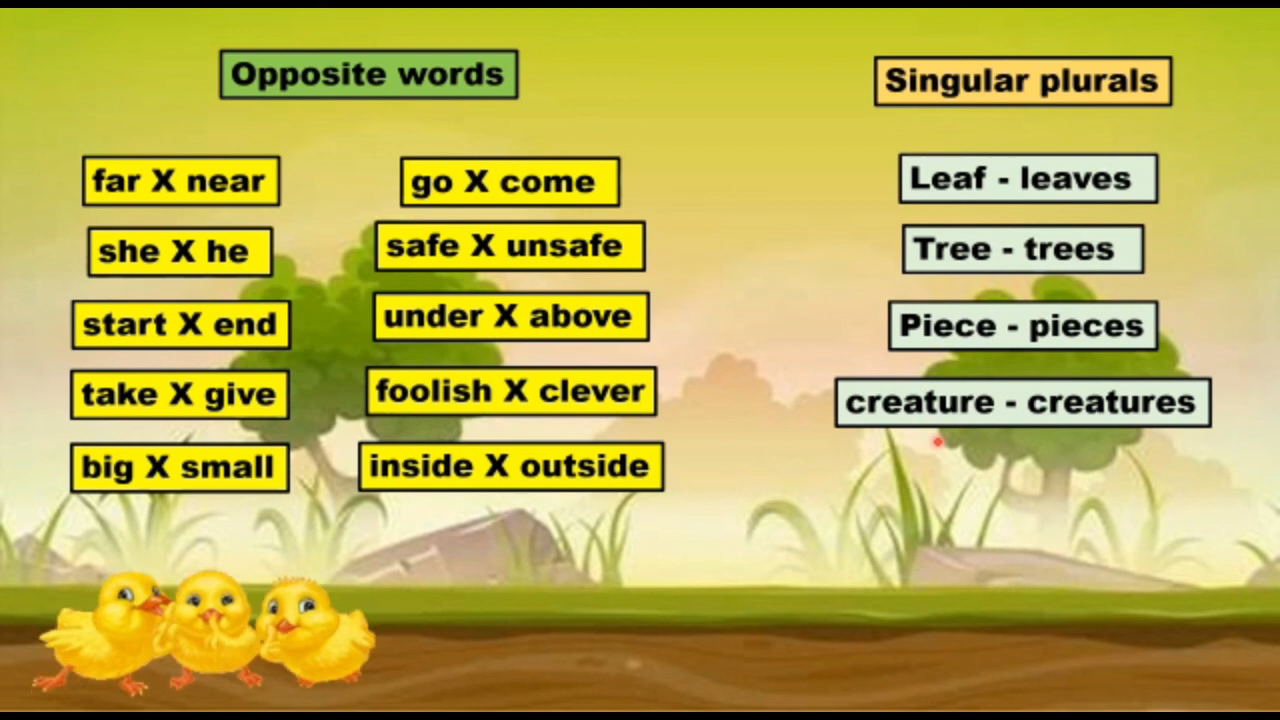 Opposite words
far X near
she X he
start X end
take X give
big X small
go X come
safe X unsafe
under X above
foolish X clever
inside X outside
Singular plurals
Leaf - leaves
Tree - trees
Piece - pieces
creature - creatures